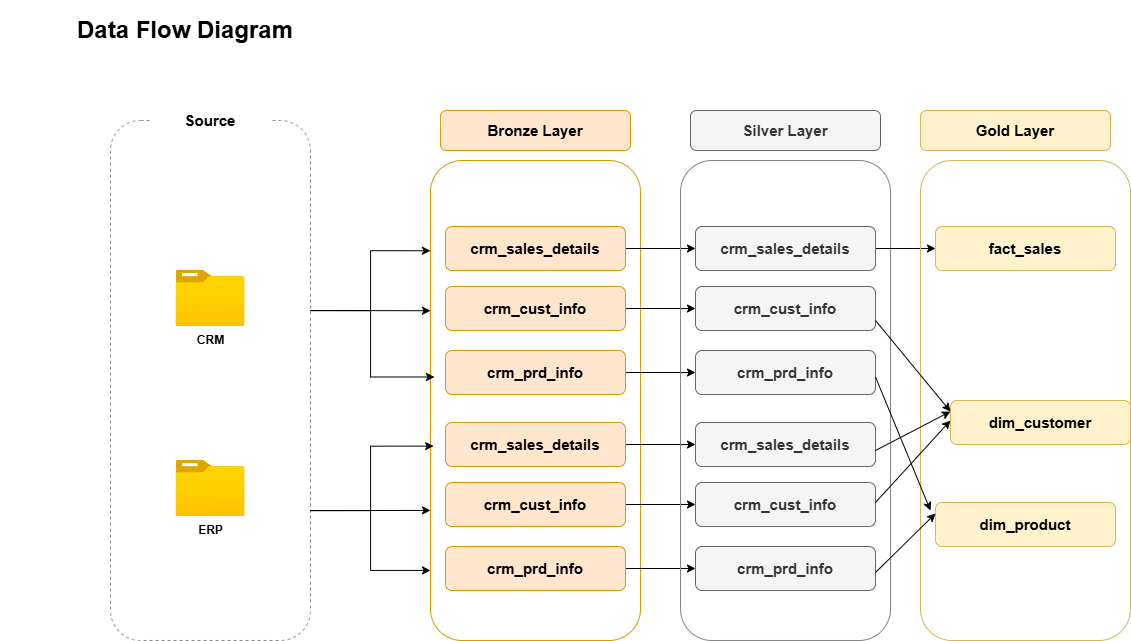 Data Flow Diagram
Source
Bronze Layer
Silver Layer
Gold Layer
crm_sales_details
crm_sales_details
fact_sales
crm_cust_info
crm_cust_info
CRM
crm_prd_info
crm_prd_info
dim_customer
crm_sales_details
crm_sales_details
crm_cust_info
crm_cust_info
dim_product
ERP
crm_prd_info
crm_prd_info